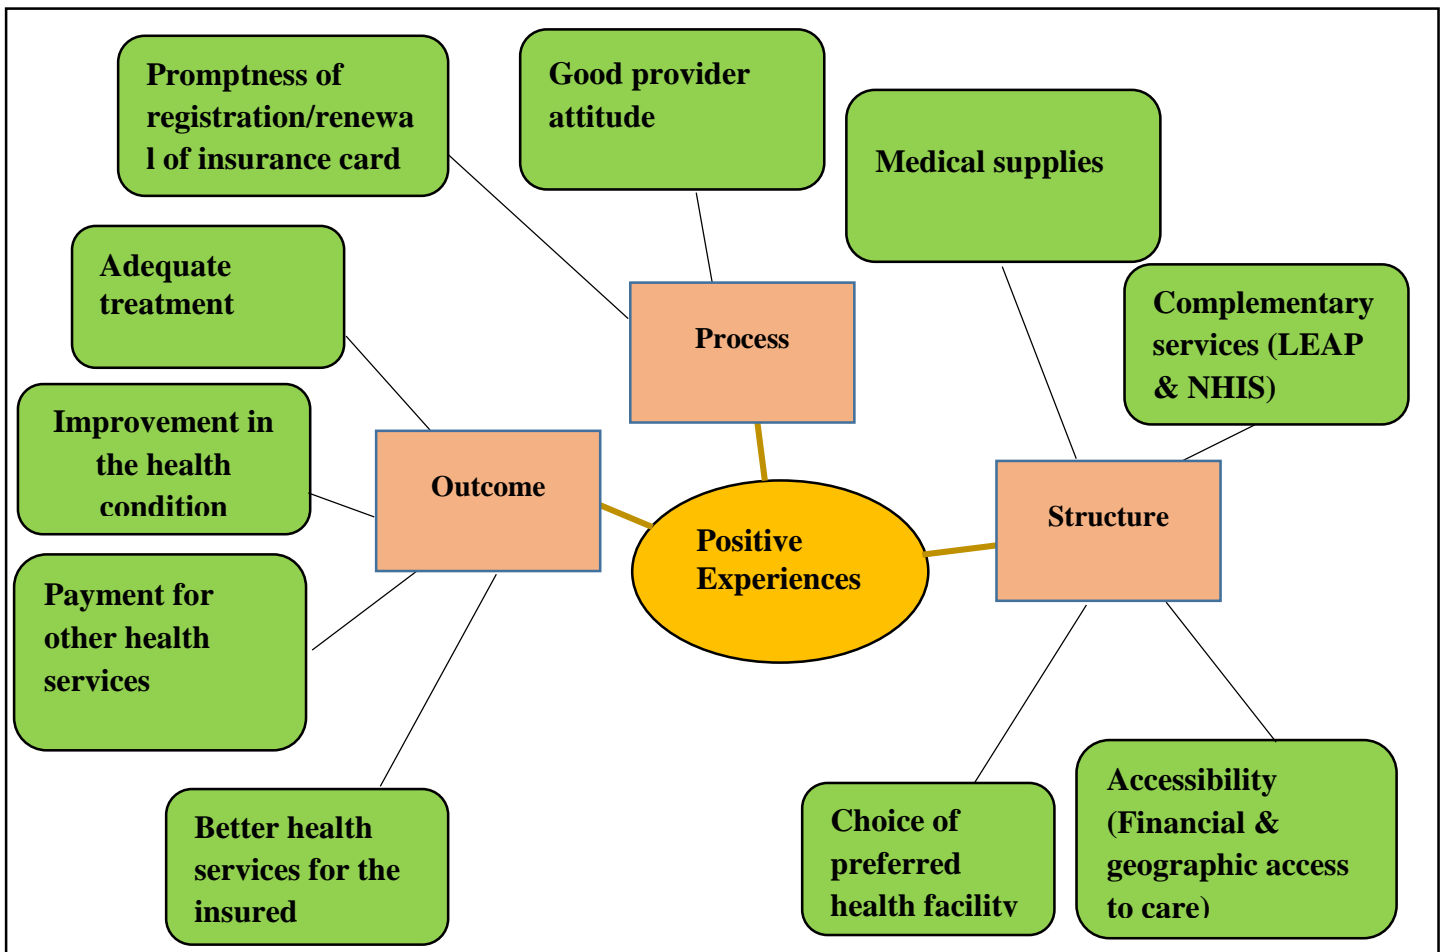 Promptness of
registration/renewa
l of insurance card
Good provider
attitude
Medical supplies
Adequate
treatment
Complementary
services (LEAP
& NHIS)
Process
Improvement in
the health
condition
Outcome
Structure
Positive
Experiences
Payment for
other health
services
Better health
services for the
insured
Choice of
preferred
health facility
Accessibility
(Financial &
geographic access
to care)